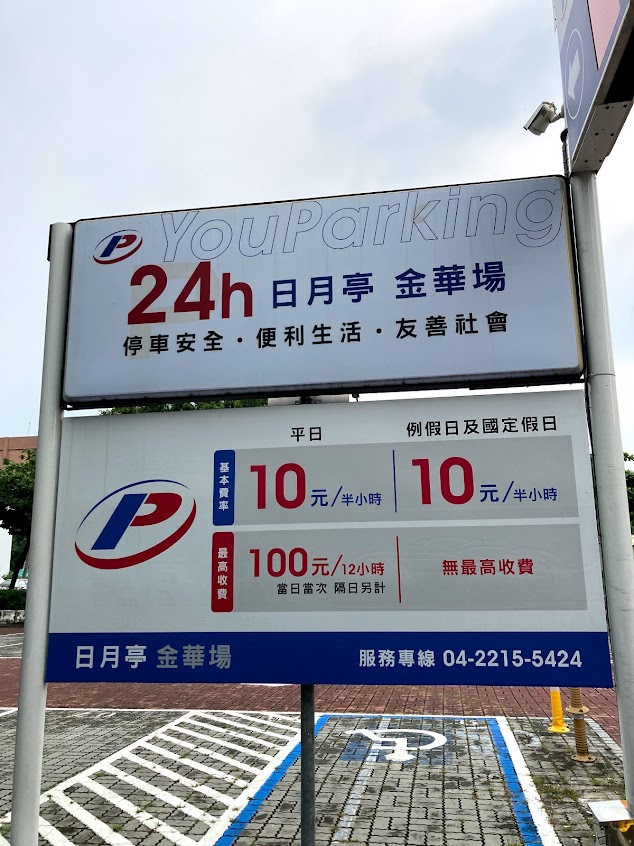 YouParking
P
24h 日月亭 金華場
停車安全·便利生活·友善社會
平日 例假日及國定假日
P
基本費率 10元/半小時 10元/半小時
最高收費 100元/12小時 無最高收費
當日當次 隔日另計
日月亭 金華場 服務專線 04-2215-5424